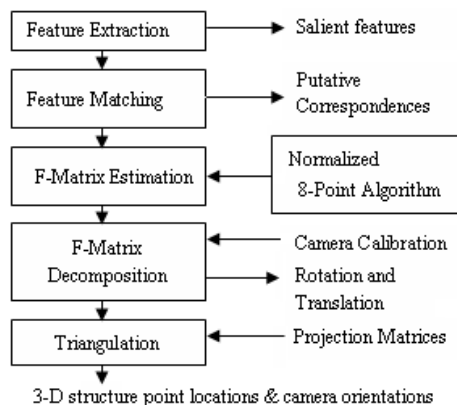 Feature Extraction
Salient features
Feature Matching
Putative
Correspondences
F-Matrix Estimation
Normalized
8-Point Algorithm
F-Matrix
Decomposition
Camera Calibration
Rotation and
Translation
Triangulation
Projection Matrices
3-D structure point locations & camera orientations